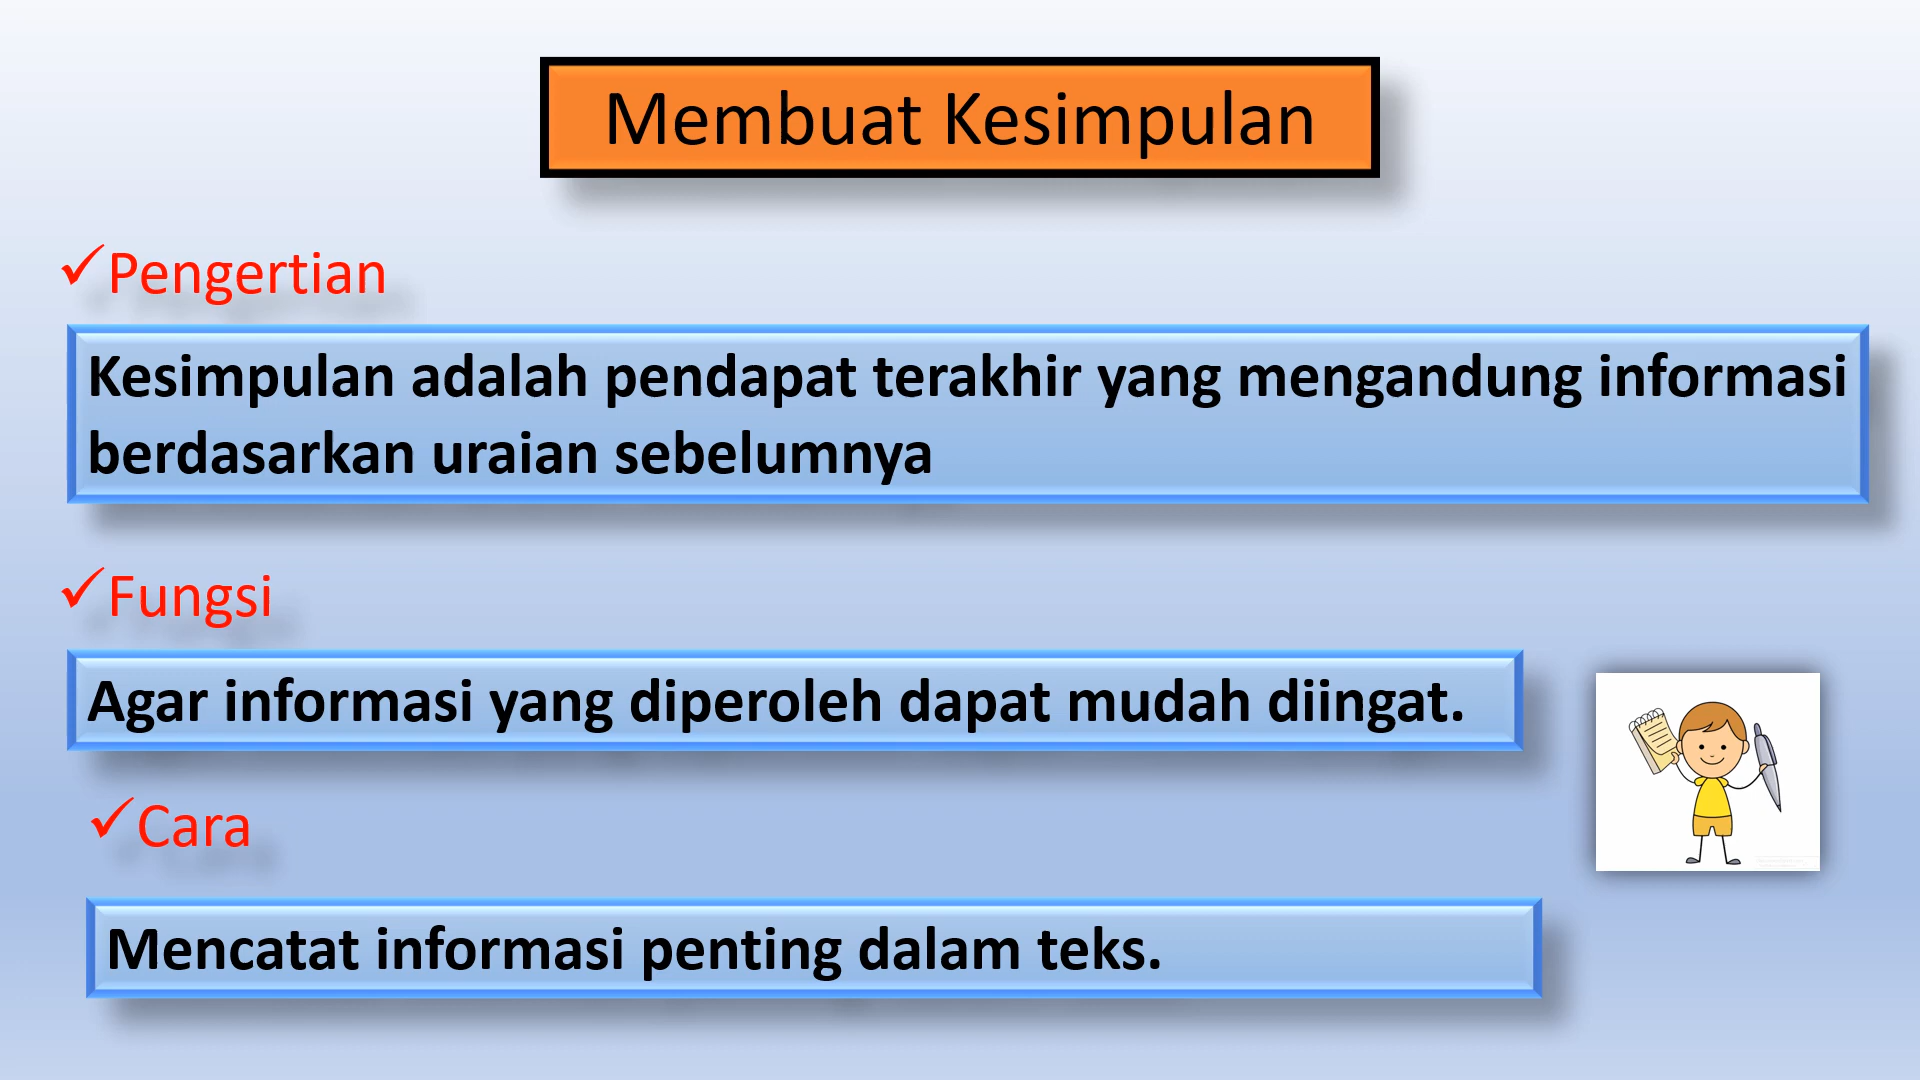 Membuat Kesimpulan
✓Pengertian
Kesimpulan adalah pendapat terakhir yang mengandung informasi
berdasarkan uraian sebelumnya
✓Fungsi
Agar informasi yang diperoleh dapat mudah diingat.
✓Cara
Mencatat informasi penting dalam teks.